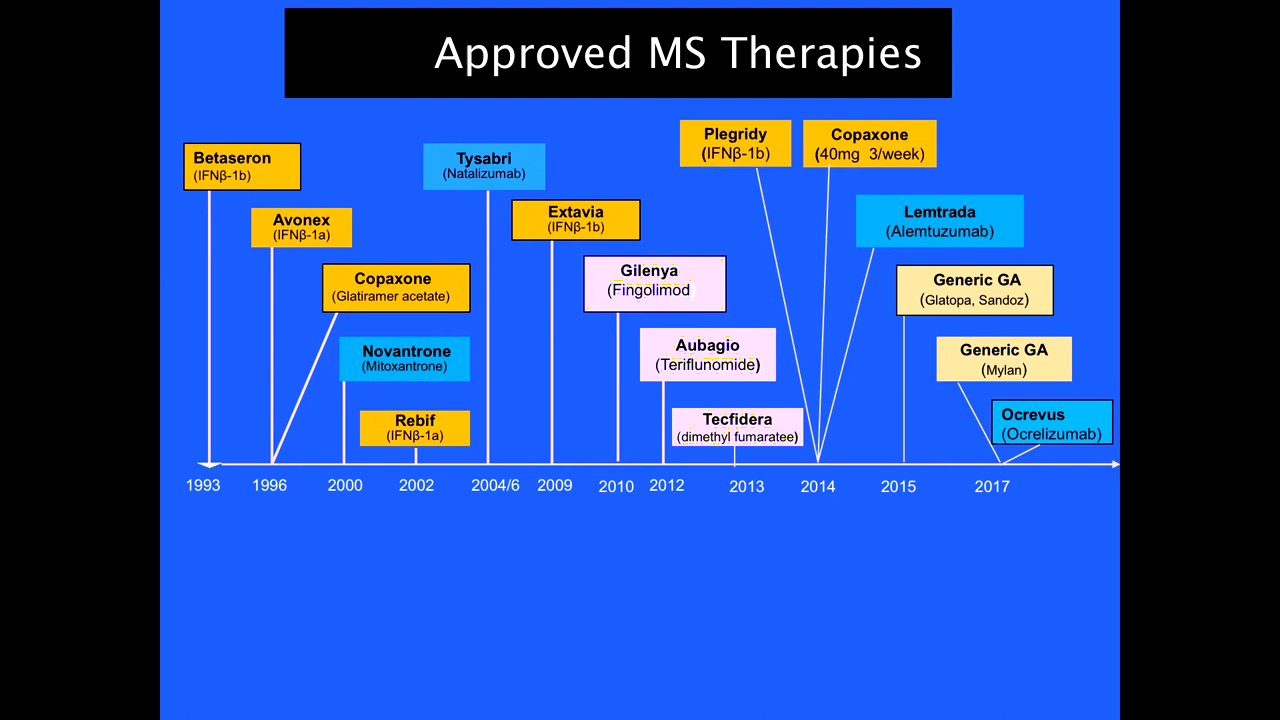 Approved MS Therapies
Betaseron
(IFNβ-1b)
Avonex
(IFNβ-1a)
Copaxone
(Glatiramer acetate)
Novantrone
(Mitoxantrone)
Rebif
(IFNβ-1a)
Tysabri
(Natalizumab)
Extavia
(IFNβ-1b)
Gilenya
(Fingolimod
Aubagio
(Teriflunomide)
Tecfidera
(dimethyl fumaratee)
Plegridy
(IFNβ-1b)
Copaxone
(40mg 3/week)
Lemtrada
(Alemtuzumab)
Generic GA
(Glatopa, Sandoz)
Generic GA
(Mylan)
Ocrevus
(Ocrelizumab)
1993
1996
2000
2002
2004/6
2009
2010
2012
2013
2014
2015
2017